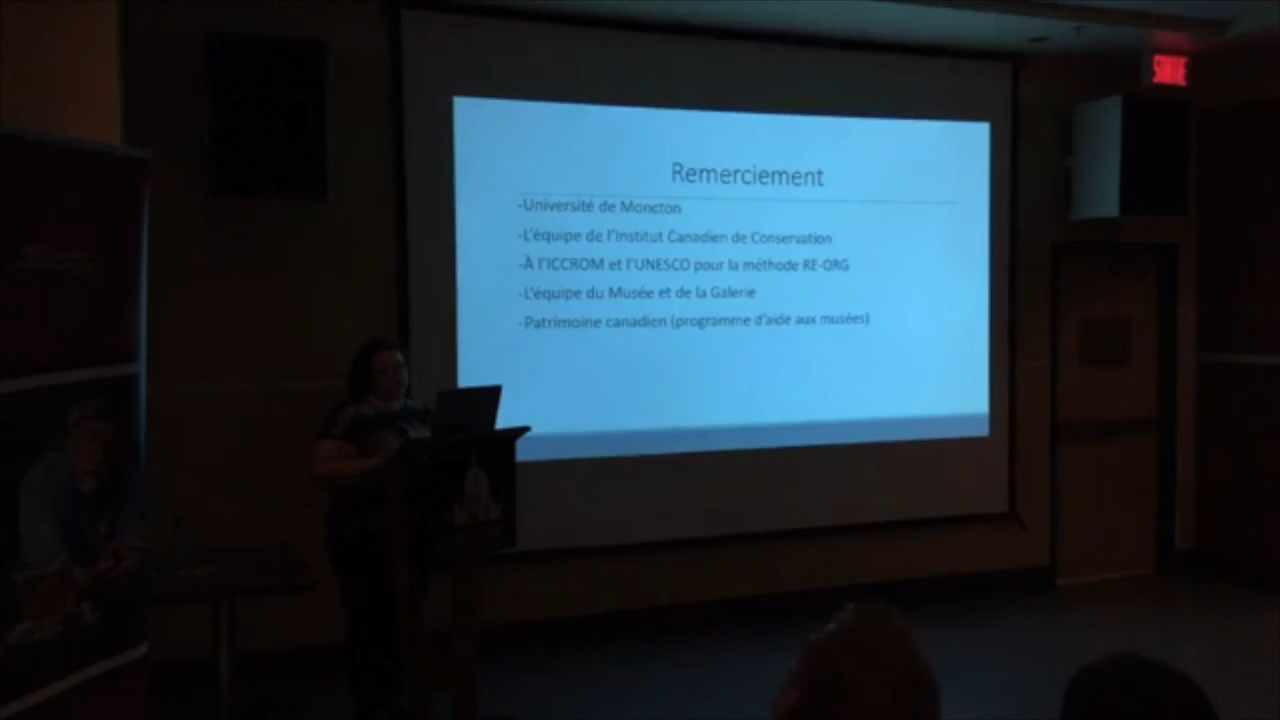 SORTIE
Remerciement
-Université de Moncton
-L'équipe de l'Institut Canadien de Conservation
-À l'ICCROM et l'UNESCO pour la méthode RE-ORG
-L'équipe du Musée et de la Galerie
-Patrimoine canadien (programme d'aide aux musées)